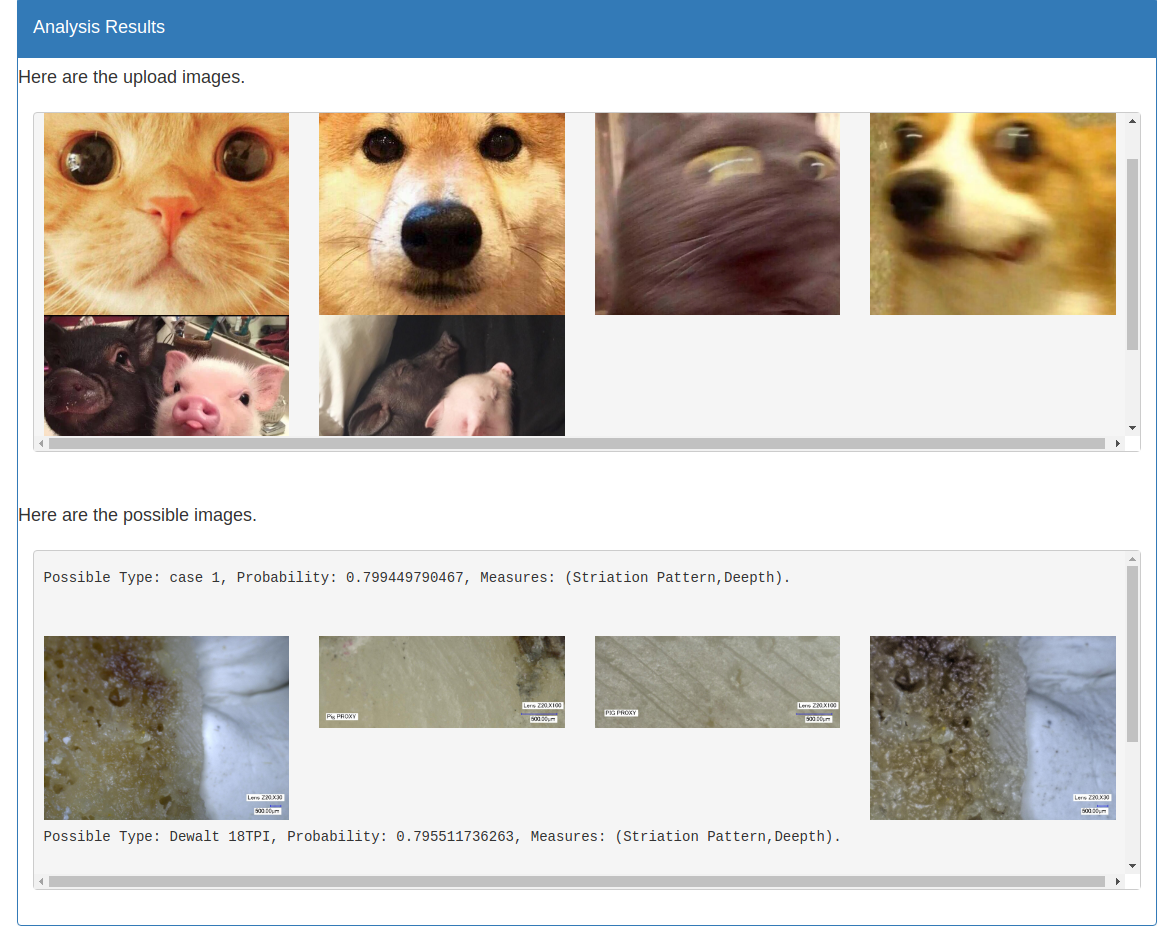 Analysis Results
Here are the upload images.
Here are the possible images.
Possible Type: case 1, Probability: 0.799449790467, Measures: (Striation Pattern,Deepth).
Lens Z20:X30
500.00μm
Pig PROXY
Lens Z20:X100
500.00μm
PIG PROXY
Lens Z20:X100
500.00μm
Lens Z20:X30
500.00μm
Possible Type: Dewalt 18TPI, Probability: 0.795511736263, Measures: (Striation Pattern,Deepth).